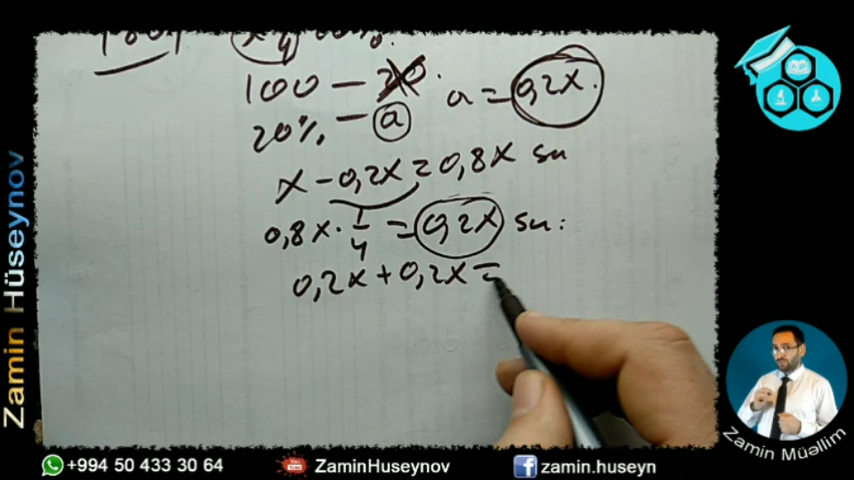 100 — 20.
20% — a
a = 0,2x.
x - 0,2x = 0,8x su
0,8x · 1/4 = 0,2x su:
0,2x + 0,2x =
Zamin Hüseynov
Zamin Müəllim
+994 50 433 30 64
ZaminHuseynov
zamin.huseyn